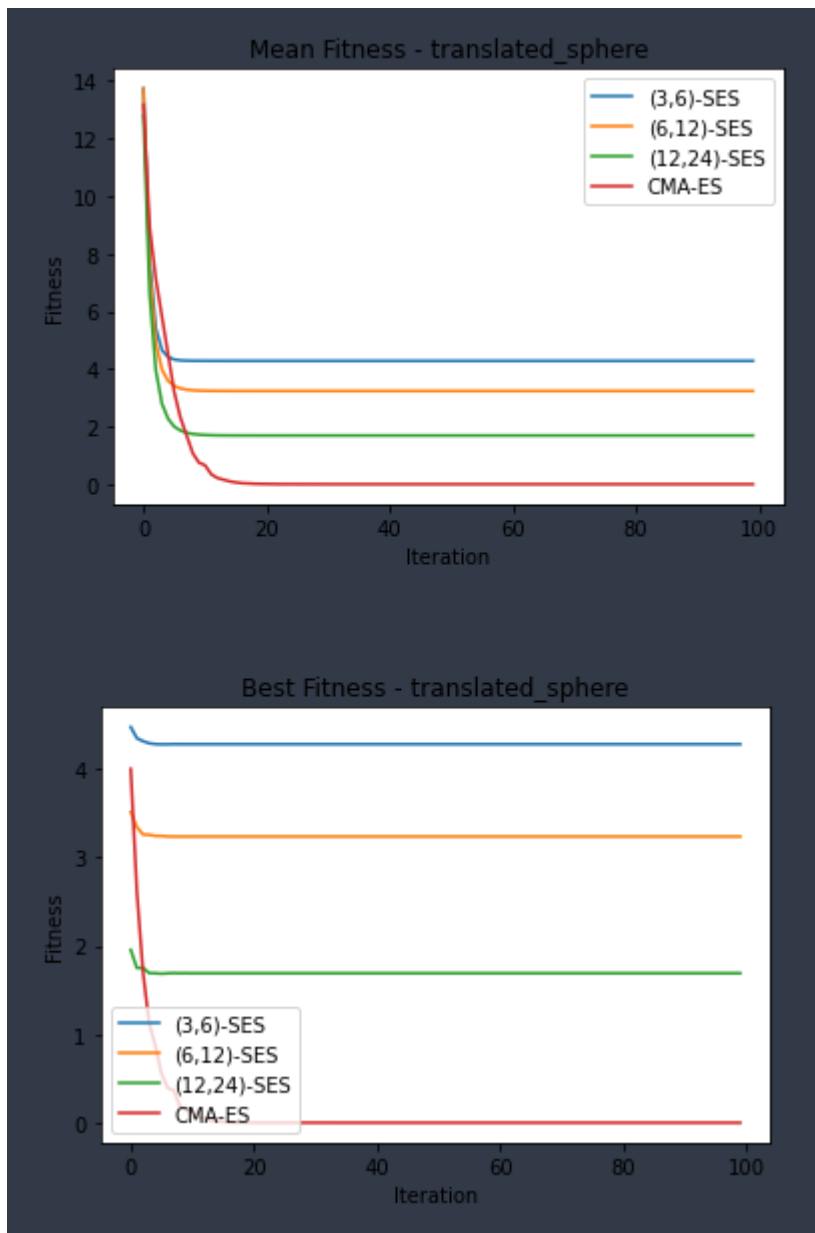 Mean Fitness - translated_sphere
14
12
10
8
6
4
2
0
Fitness
(3,6)-SES
(6,12)-SES
(12,24)-SES
CMA-ES
0 20 40 60 80 100
Iteration
Best Fitness - translated_sphere
4
3
2
1
0
Fitness
(3,6)-SES
(6,12)-SES
(12,24)-SES
CMA-ES
0 20 40 60 80 100
Iteration